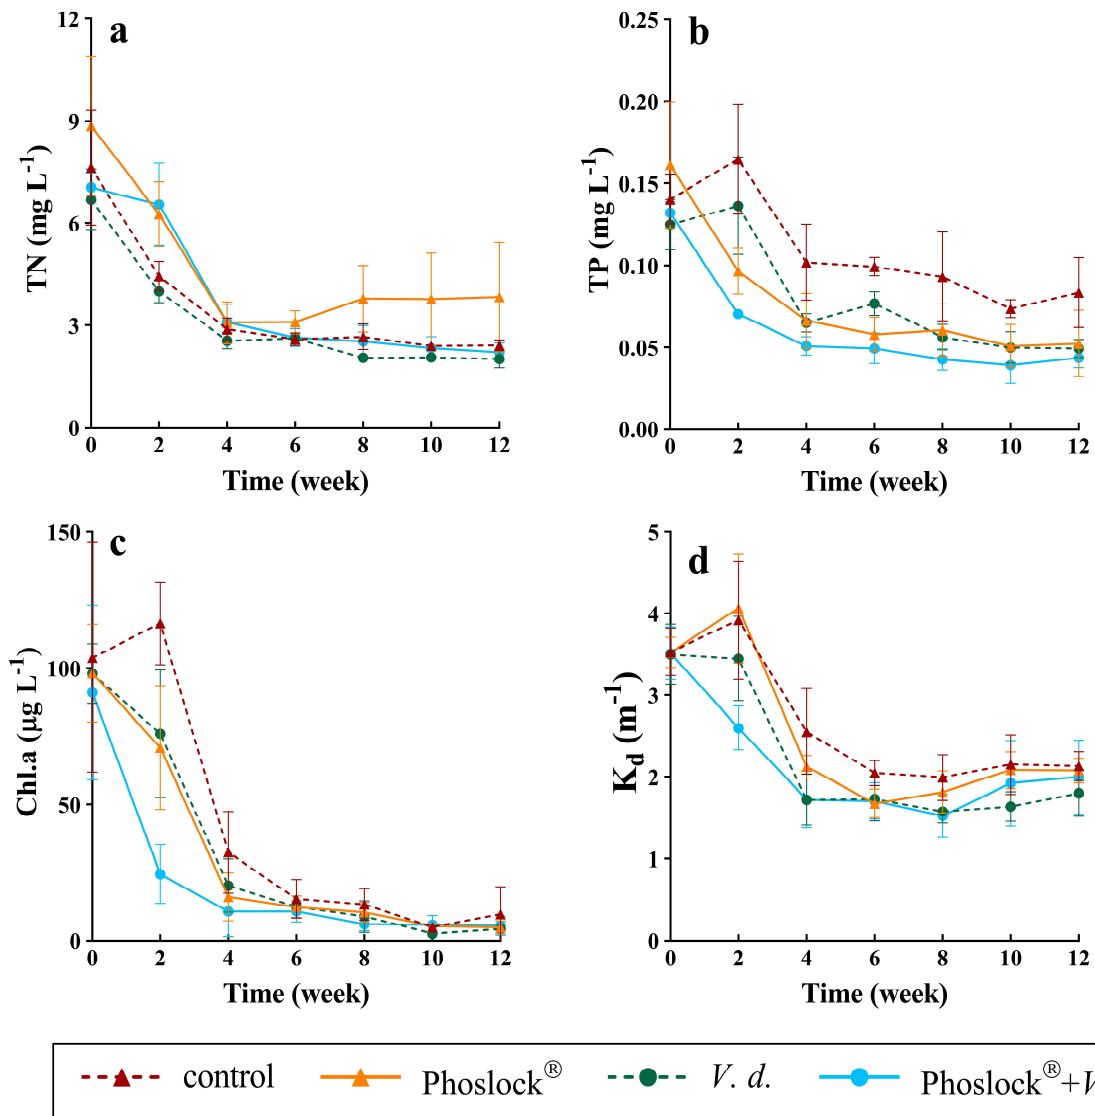 a
12
9
6
3
0
TN (mg L⁻¹)
0 2 4 6 8 10 12
Time (week)
b
0.25
0.20
0.15
0.10
0.05
0.00
TP (mg L⁻¹)
0 2 4 6 8 10 12
Time (week)
c
150
100
50
0
Chl.a (μg L⁻¹)
0 2 4 6 8 10 12
Time (week)
d
5
4
3
2
1
0
K_d (m⁻¹)
0 2 4 6 8 10 12
Time (week)
control Phoslock® V. d. Phoslock®+V